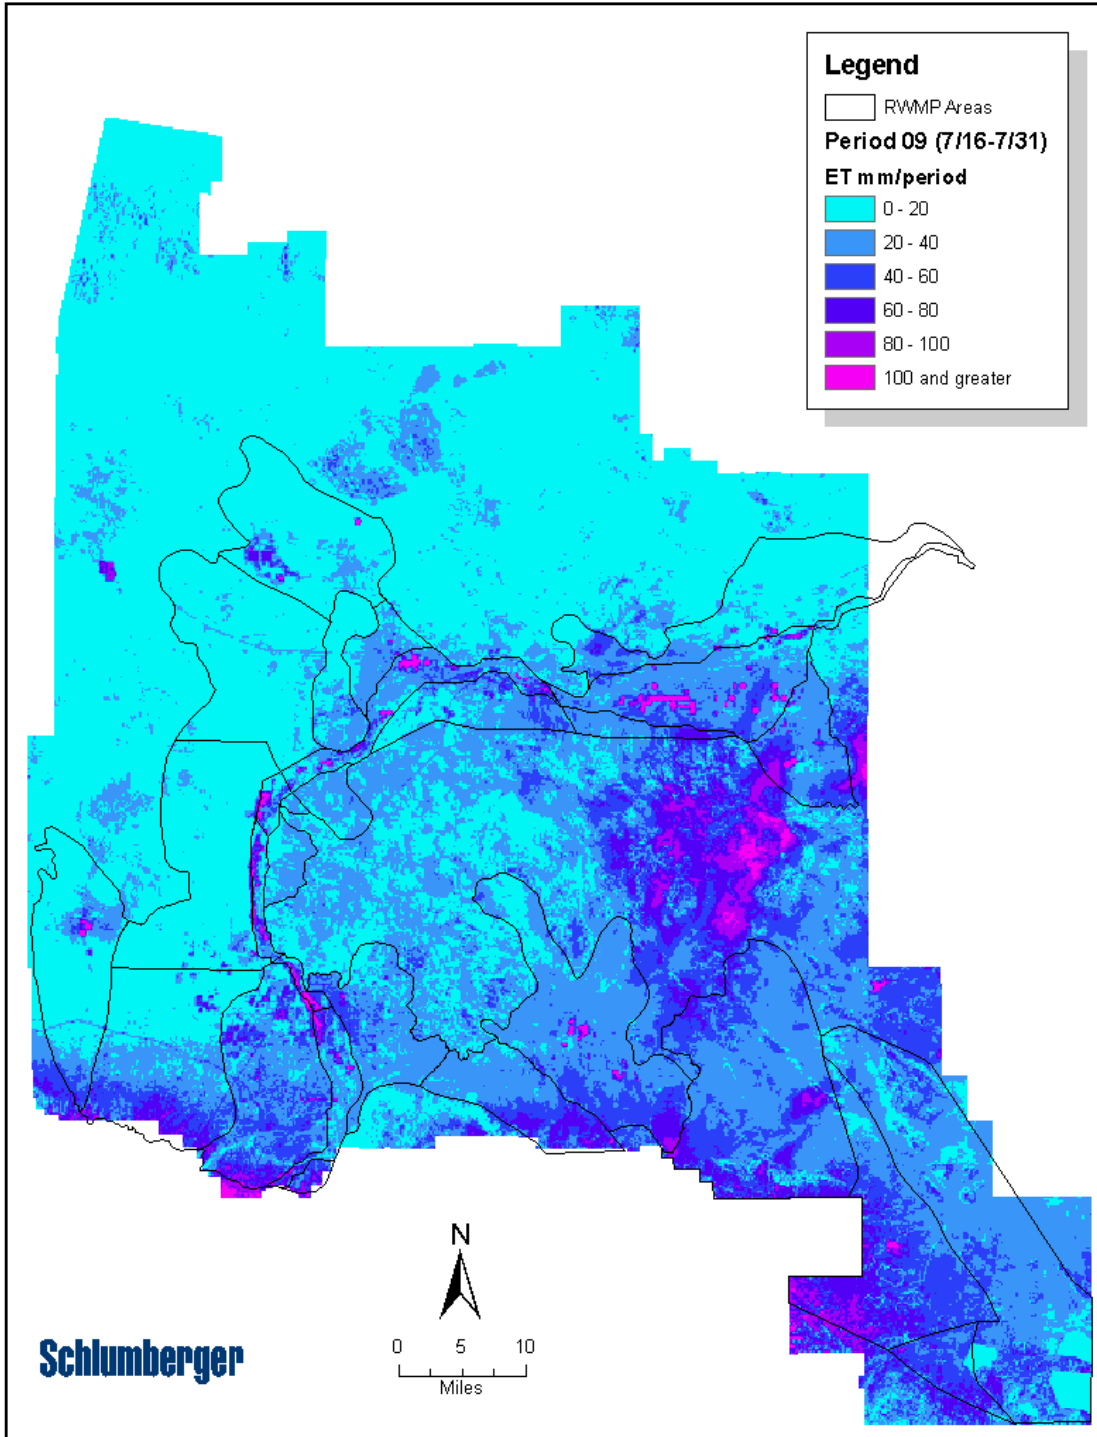 Legend
RWMP Areas
Period 09 (7/16-7/31)
ET mm/period
0 - 20
20 - 40
40 - 60
60 - 80
80 - 100
100 and greater
N
0 5 10
Miles
Schlumberger